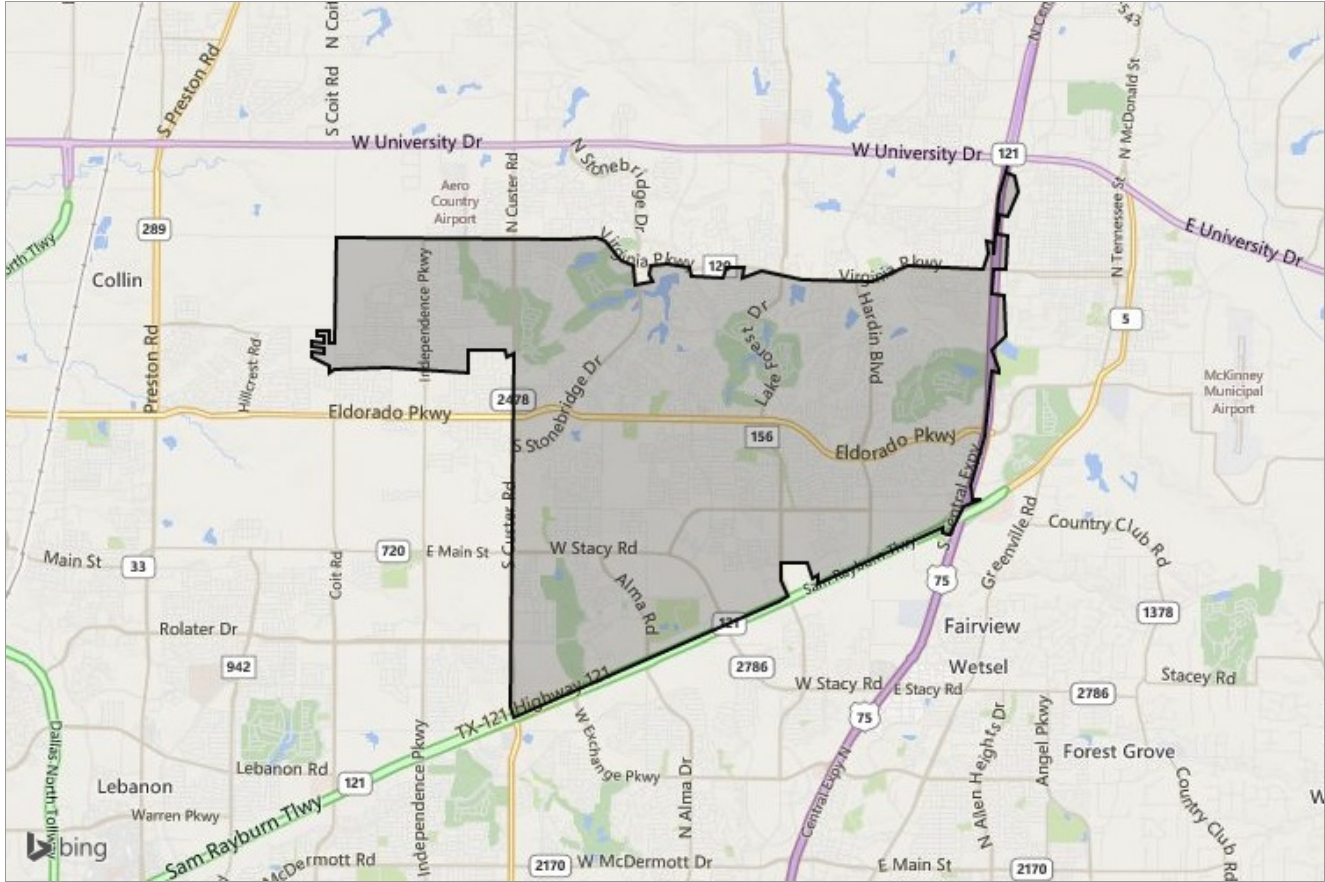 543
N Coit
N Cen
S Preston Rd
S Coit Rd
N McDonald St
W University Dr
N Stonebridge Dr
W University Dr
121
N Custer Rd
Aero
Country
Airport
N Tennessee St
E University Dr
289
orth Tlwy
Collin
Virginia Pkwy
120
Virginia Pkwy
Independence Pkwy
Hardin Blvd
Lake Forest Dr
5
Preston Rd
Hillcrest Rd
McKinney
Municipal
Airport
2478
Eldorado Pkwy
S Stonebridge Dr
156
Eldorado Pkwy
S Central Expy
S Custer Rd
Greenville Rd
Country Club Rd
Main St
33
720
E Main St
W Stacy Rd
Coit Rd
Alma Rd
Sam Rayburn Tlwy
75
1378
Rolater Dr
121
Fairview
942
2786
Wetsel
W Stacy Rd
E Stacy Rd
2786
Stacey Rd
TX-121
Highway 121
75
Dallas North Tollway
W Exchange Pkwy
N Allen Heights Dr
Angel Pkwy
Forest Grove
Lebanon Rd
121
Independence Pkwy
N Alma Dr
Central Expy N
Country Club Rd
Lebanon
W
Warren Pkwy
Sam Rayburn Tlwy
bing
McDermott Rd
2170
W McDermott Dr
E Main St
2170